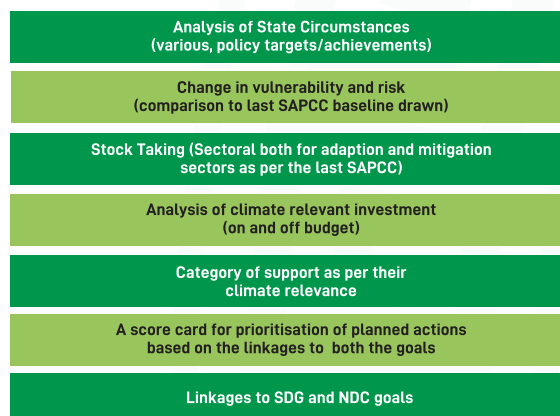 Analysis of State Circumstances
(various, policy targets/achievements)
Change in vulnerability and risk
(comparison to last SAPCC baseline drawn)
Stock Taking (Sectoral both for adaption and mitigation
sectors as per the last SAPCC)
Analysis of climate relevant investment
(on and off budget)
Category of support as per their
climate relevance
A score card for prioritisation of planned actions
based on the linkages to both the goals
Linkages to SDG and NDC goals